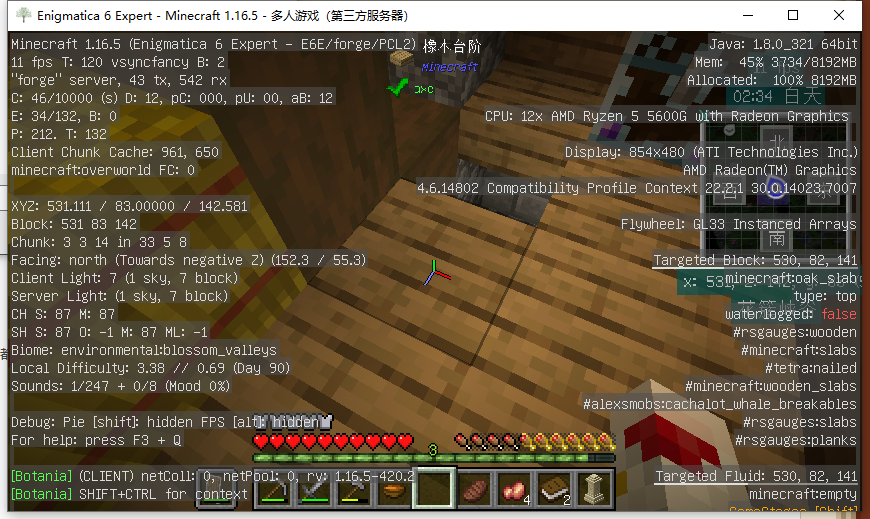 Enigmatica 6 Expert - Minecraft 1.16.5 - 多人游戏（第三方服务器）
Minecraft 1.16.5 (Enigmatica 6 Expert - E6E/forge/PCL2)
11 fps T: 120 vsyncfancy B: 2
"forge" server, 43 tx, 542 rx
C: 46/10000 (s) D: 12, pC: 000, pU: 00, aB: 12
E: 34/132, B: 0
P: 212. T: 132
Client Chunk Cache: 961, 650
minecraft:overworld FC: 0
XYZ: 531.111 / 83.00000 / 142.581
Block: 531 83 142
Chunk: 3 3 14 in 33 5 8
Facing: north (Towards negative Z) (152.3 / 55.3)
Client Light: 7 (1 sky, 7 block)
Server Light: (1 sky, 7 block)
CH S: 87 M: 87
SH S: 87 O: -1 M: 87 ML: -1
Biome: environmental:blossom_valleys
Local Difficulty: 3.38 // 0.69 (Day 90)
Sounds: 1/247 + 0/8 (Mood 0%)
Debug: Pie [shift]: hidden FPS [alt]: hidden
For help: press F3 + Q
[Botania] (CLIENT) netColl: 0, netPool: 0, rv: 1.16.5-420.2
[Botania] SHIFT+CTRL for context
橡木台阶
Minecraft
Java: 1.8.0_321 64bit
Mem: 45% 3734/8192MB
Allocated: 100% 8192MB
02:34 白天
CPU: 12x AMD Ryzen 5 5600G with Radeon Graphics
北
Display: 854x480 (ATI Technologies Inc.)
AMD Radeon(TM) Graphics
4.6.14802 Compatibility Profile Context 22.2.1 30.0.14023.7007
Flywheel: GL33 Instanced Arrays
南
Targeted Block: 530, 82, 141
minecraft:oak_slab
type: top
waterlogged: false
#rsgauges:wooden
#minecraft:slabs
#tetra:nailed
#minecraft:wooden_slabs
#alexsmobs:cachalot_whale_breakables
#rsgauges:slabs
#rsgauges:planks
Targeted Fluid: 530, 82, 141
minecraft:empty
GameStages [Shift]
8
4
2